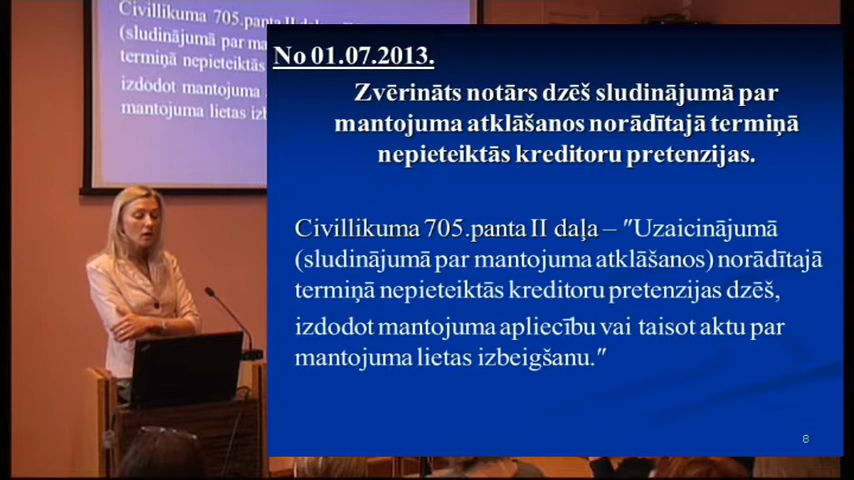 Civillikuma 705.panta II daļa
(sludinājumā par ma
termiņā nepieteiktās
izdodot mantojuma
mantojuma lietas izb
No 01.07.2013.
Zvērināts notārs dzēš sludinājumā par
mantojuma atklāšanos norādītajā termiņā
nepieteiktās kreditoru pretenzijas.
Civillikuma 705.panta II daļa – "Uzaicinājumā
(sludinājumā par mantojuma atklāšanos) norādītajā
termiņā nepieteiktās kreditoru pretenzijas dzēš,
izdodot mantojuma apliecību vai taisot aktu par
mantojuma lietas izbeigšanu."
8